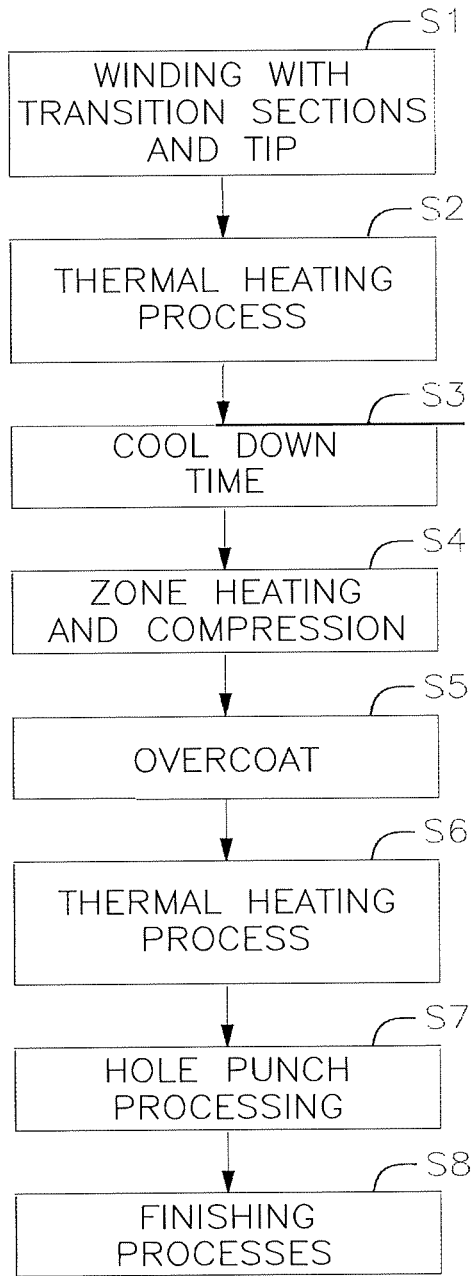 S1
WINDING WITH
TRANSITION SECTIONS
AND TIP
S2
THERMAL HEATING
PROCESS
S3
COOL DOWN
TIME
S4
ZONE HEATING
AND COMPRESSION
S5
OVERCOAT
S6
THERMAL HEATING
PROCESS
S7
HOLE PUNCH
PROCESSING
S8
FINISHING
PROCESSES